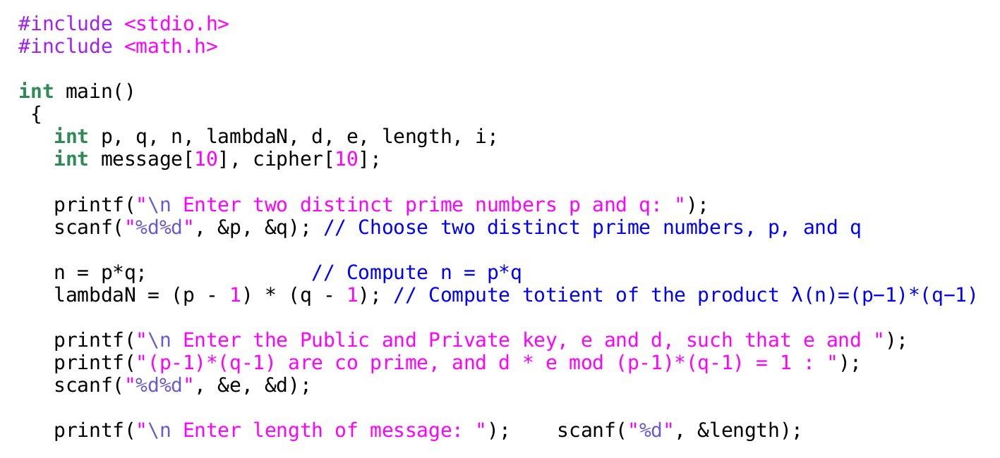 #include <stdio.h>
#include <math.h>
int main()
{
int p, q, n, lambdaN, d, e, length, i;
int message[10], cipher[10];
printf("\n Enter two distinct prime numbers p and q: ");
scanf("%d%d", &p, &q); // Choose two distinct prime numbers, p, and q
n = p*q; // Compute n = p*q
lambdaN = (p - 1) * (q - 1); // Compute totient of the product λ(n)=(p−1)*(q−1)
printf("\n Enter the Public and Private key, e and d, such that e and ");
printf("(p-1)*(q-1) are co prime, and d * e mod (p-1)*(q-1) = 1 : ");
scanf("%d%d", &e, &d);
printf("\n Enter length of message: "); scanf("%d", &length);